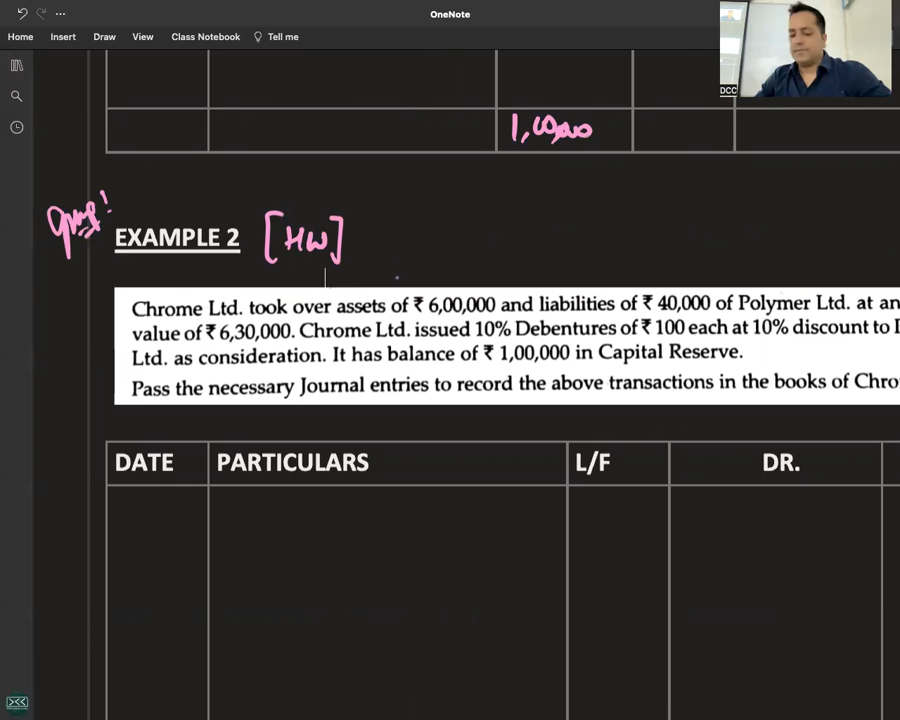 OneNote
Home Insert Draw View Class Notebook Tell me
DCC
1,00,000
Imp!
EXAMPLE 2 [HW]
Chrome Ltd. took over assets of ₹ 6,00,000 and liabilities of ₹ 40,000 of Polymer Ltd. at an
value of ₹ 6,30,000. Chrome Ltd. issued 10% Debentures of ₹ 100 each at 10% discount to
Ltd. as consideration. It has balance of ₹ 1,00,000 in Capital Reserve.
Pass the necessary Journal entries to record the above transactions in the books of Chro
DATE PARTICULARS L/F DR.